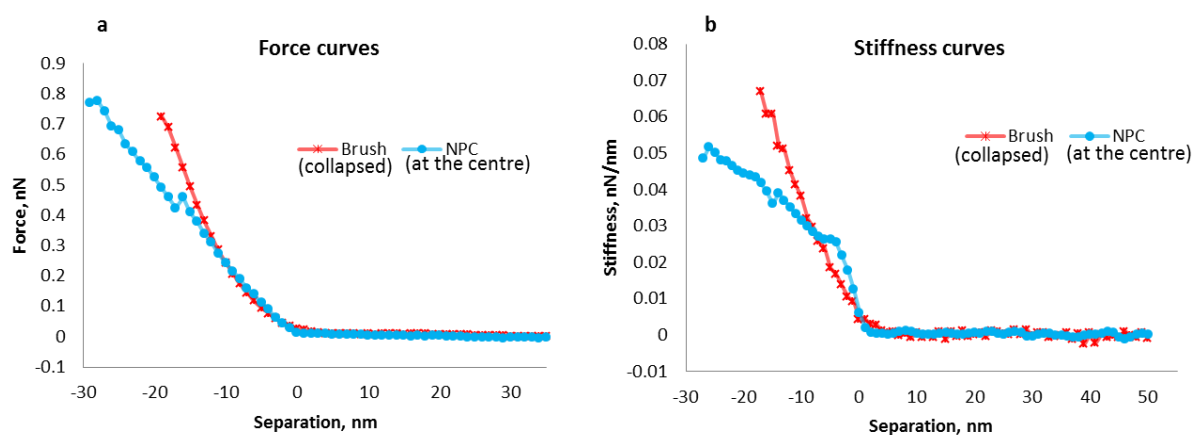 a
Force curves
Force, nN
0.9
0.8
0.7
0.6
0.5
0.4
0.3
0.2
0.1
0
-0.1
-30 -20 -10 0 10 20 30
Separation, nm
Brush NPC
(collapsed) (at the centre)
b
Stiffness curves
Stiffness, nN/nm
0.08
0.07
0.06
0.05
0.04
0.03
0.02
0.01
0
-0.01
-30 -20 -10 0 10 20 30 40 50
Separation, nm
Brush NPC
(collapsed) (at the centre)